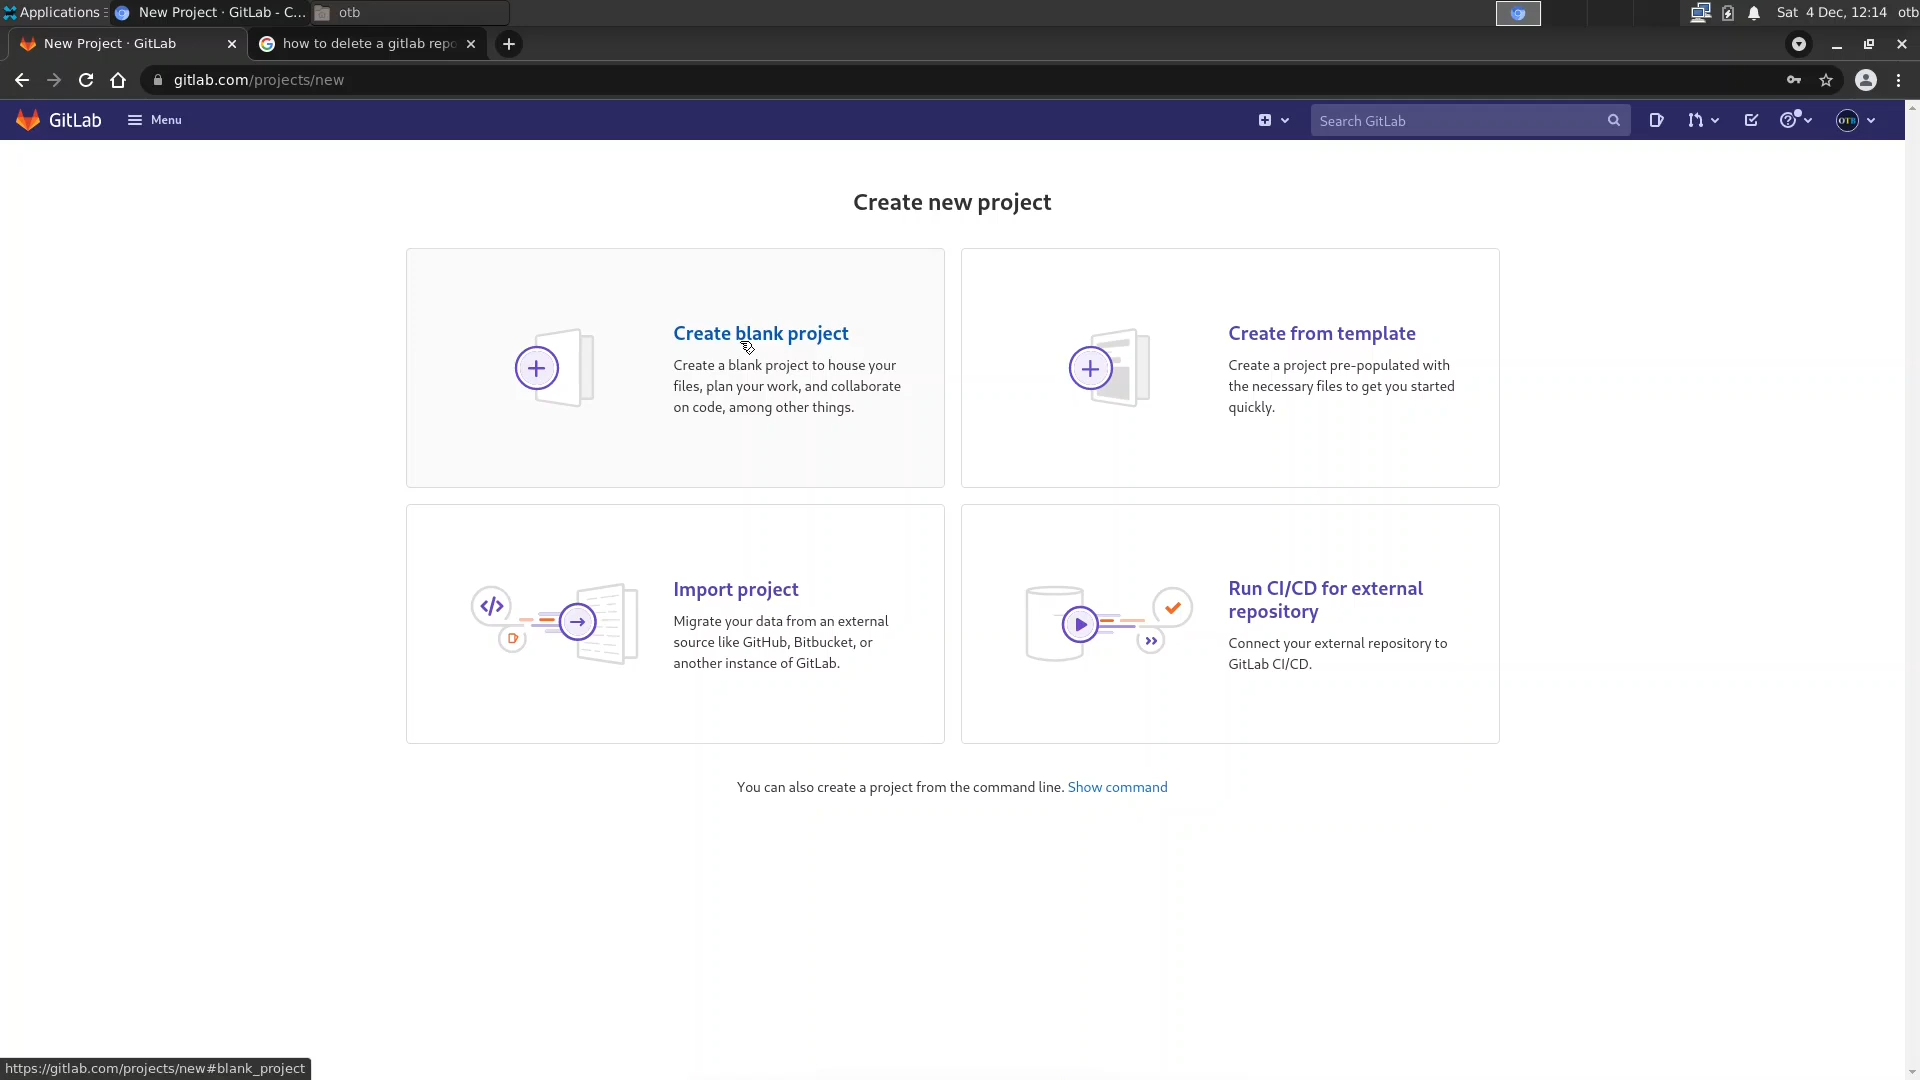 Applications
New Project · GitLab - C...
otb
Sat 4 Dec, 12:14
otb
New Project · GitLab
how to delete a gitlab repo
gitlab.com/projects/new
GitLab
Menu
Search GitLab
OTB
Create new project
Create blank project
Create a blank project to house your
files, plan your work, and collaborate
on code, among other things.
Create from template
Create a project pre-populated with
the necessary files to get you started
quickly.
Import project
Migrate your data from an external
source like GitHub, Bitbucket, or
another instance of GitLab.
Run CI/CD for external
repository
Connect your external repository to
GitLab CI/CD.
You can also create a project from the command line. Show command
https://gitlab.com/projects/new#blank_project